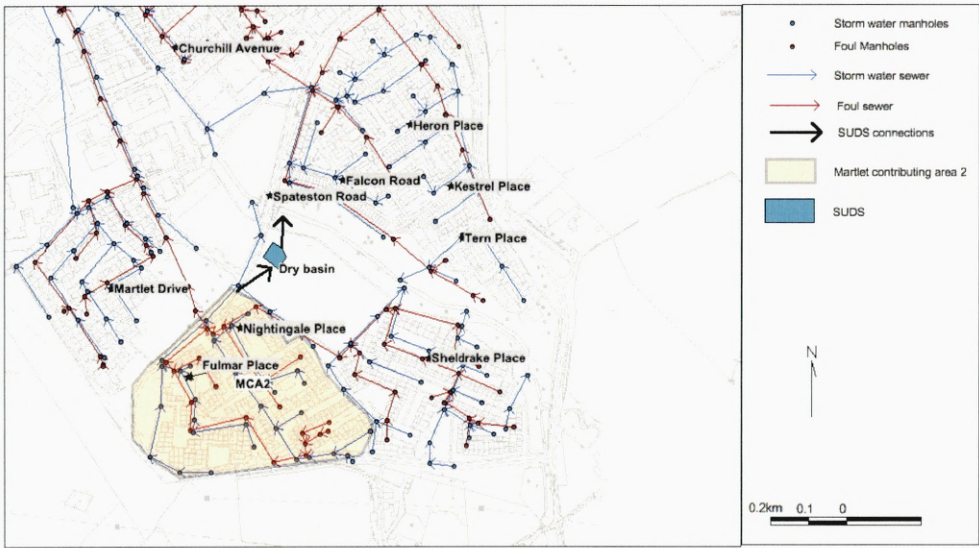 Churchill Avenue
Heron Place
Falcon Road
Kestrel Place
Spateston Road
Tern Place
Dry basin
Martlet Drive
Nightingale Place
Sheldrake Place
Fulmar Place
MCA2
Storm water manholes
Foul Manholes
Storm water sewer
Foul sewer
SUDS connections
Martlet contributing area 2
SUDS
N
0.2km 0.1 0